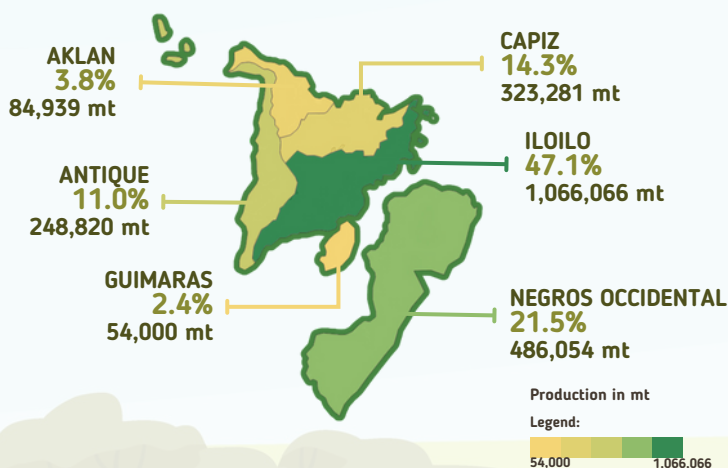 AKLAN
3.8%
84,939 mt
CAPIZ
14.3%
323,281 mt
ANTIQUE
11.0%
248,820 mt
ILOILO
47.1%
1,066,066 mt
GUIMARAS
2.4%
54,000 mt
NEGROS OCCIDENTAL
21.5%
486,054 mt
Production in mt
Legend:
54,000 1,066,066